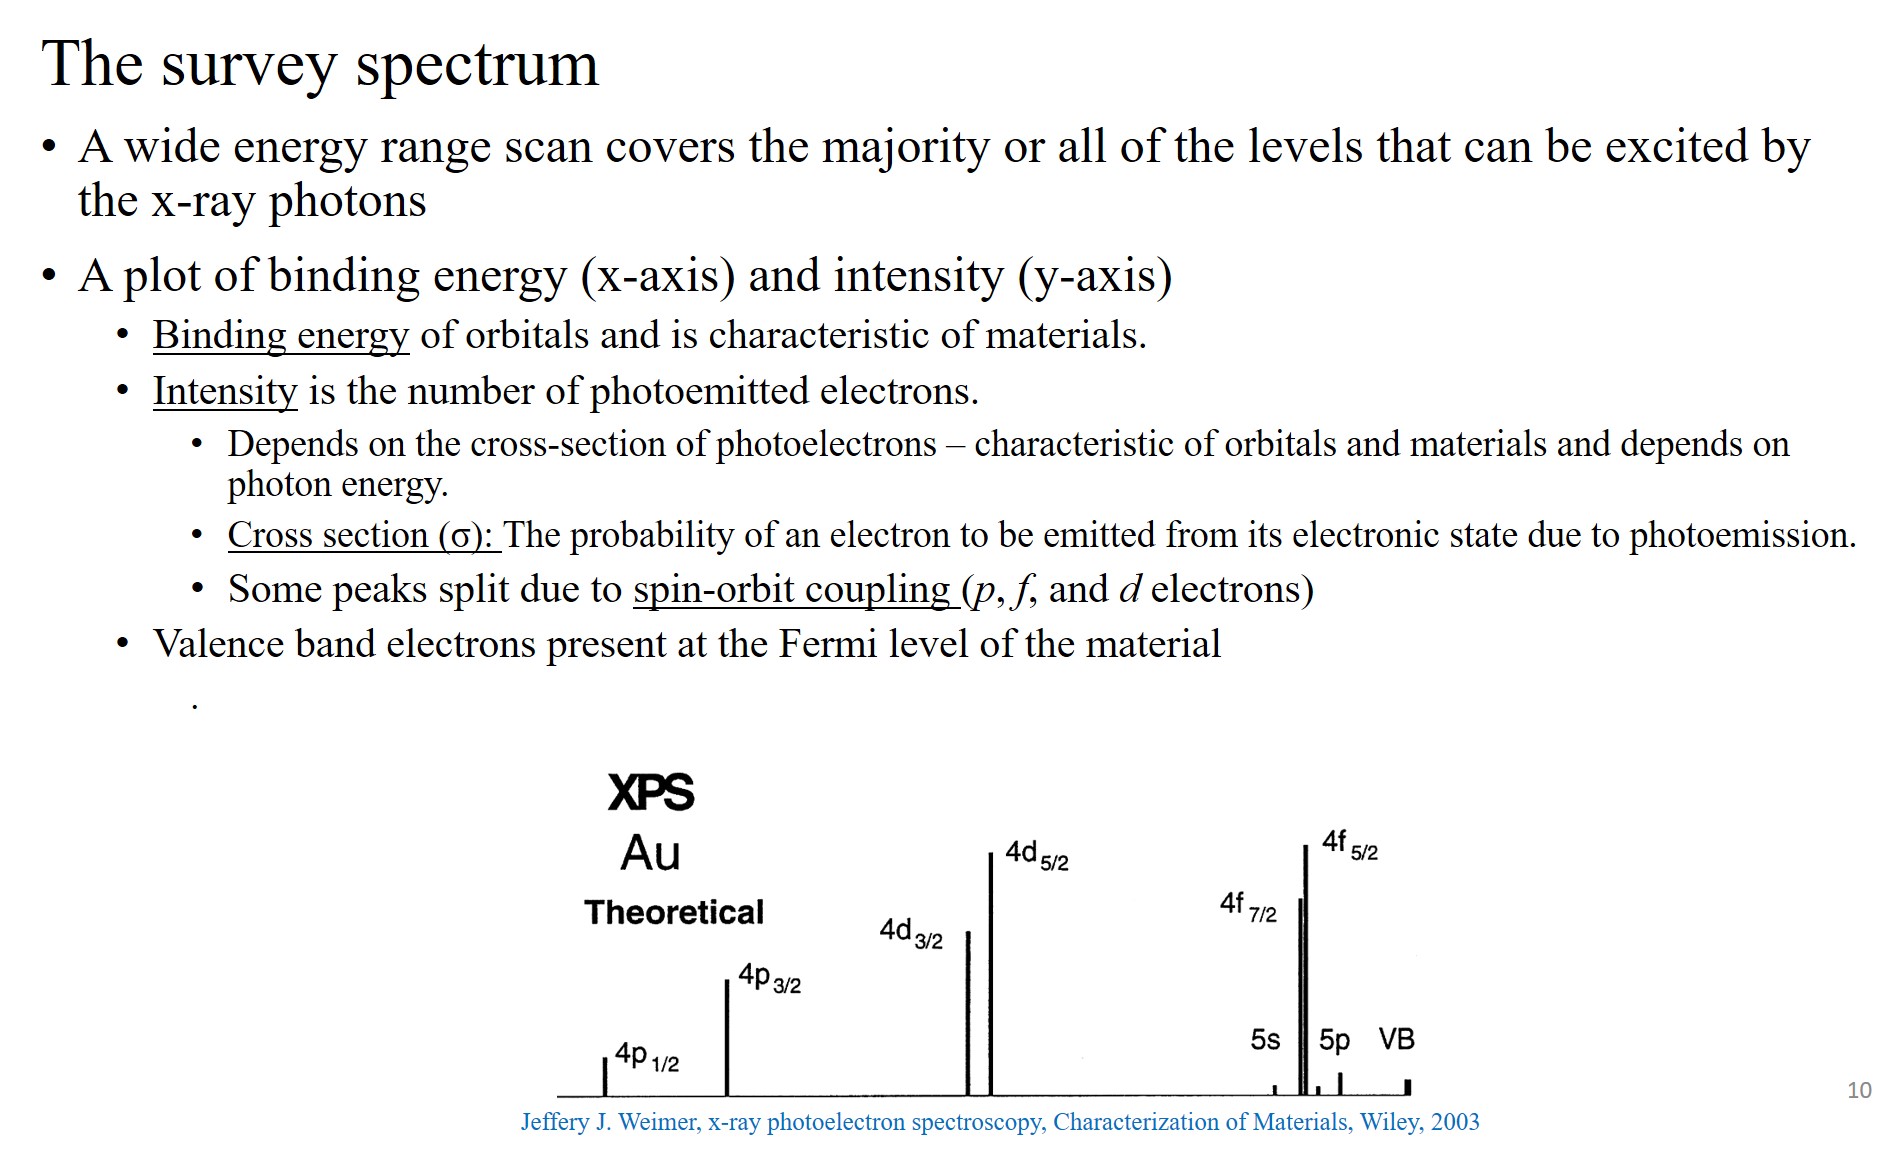 The survey spectrum
• A wide energy range scan covers the majority or all of the levels that can be excited by
the x-ray photons
• A plot of binding energy (x-axis) and intensity (y-axis)
• Binding energy of orbitals and is characteristic of materials.
• Intensity is the number of photoemitted electrons.
• Depends on the cross-section of photoelectrons – characteristic of orbitals and materials and depends on
photon energy.
• Cross section (σ): The probability of an electron to be emitted from its electronic state due to photoemission.
• Some peaks split due to spin-orbit coupling (p, f, and d electrons)
• Valence band electrons present at the Fermi level of the material
.
XPS
Au
Theoretical
4p 1/2
4p 3/2
4d 3/2
4d 5/2
4f 7/2
4f 5/2
5s
5p
VB
Jeffery J. Weimer, x-ray photoelectron spectroscopy, Characterization of Materials, Wiley, 2003
10